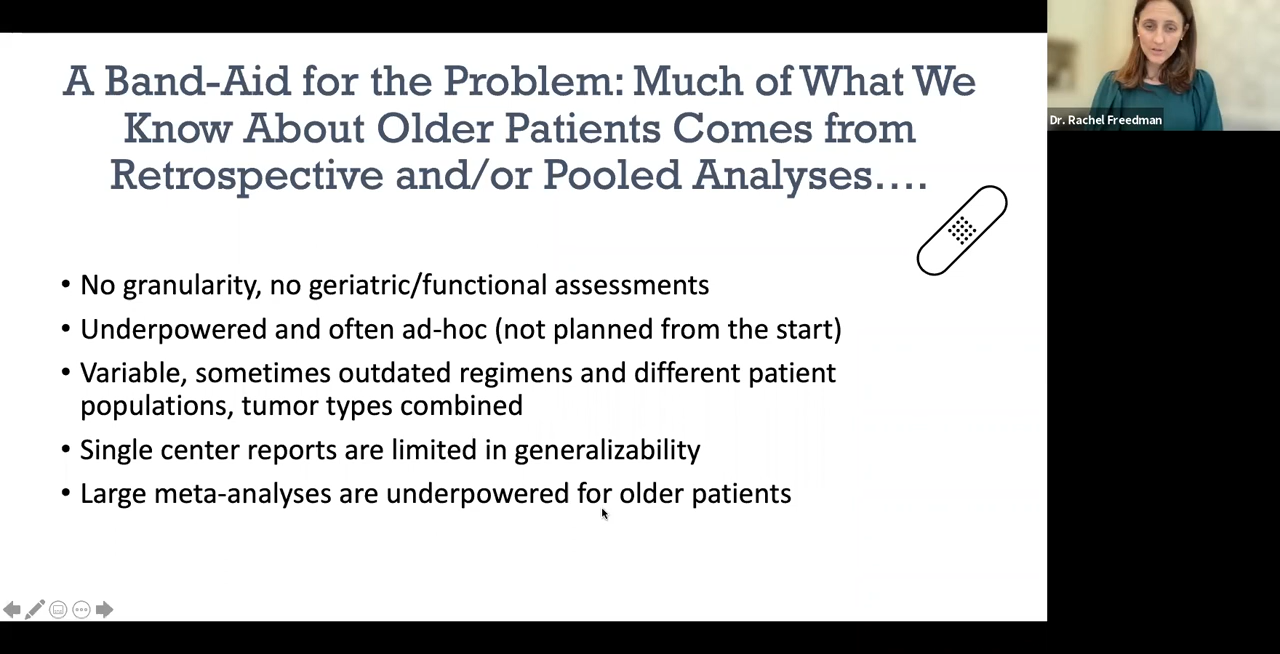 A Band-Aid for the Problem: Much of What We
Know About Older Patients Comes from
Retrospective and/or Pooled Analyses....
• No granularity, no geriatric/functional assessments
• Underpowered and often ad-hoc (not planned from the start)
• Variable, sometimes outdated regimens and different patient
populations, tumor types combined
• Single center reports are limited in generalizability
• Large meta-analyses are underpowered for older patients
Dr. Rachel Freedman